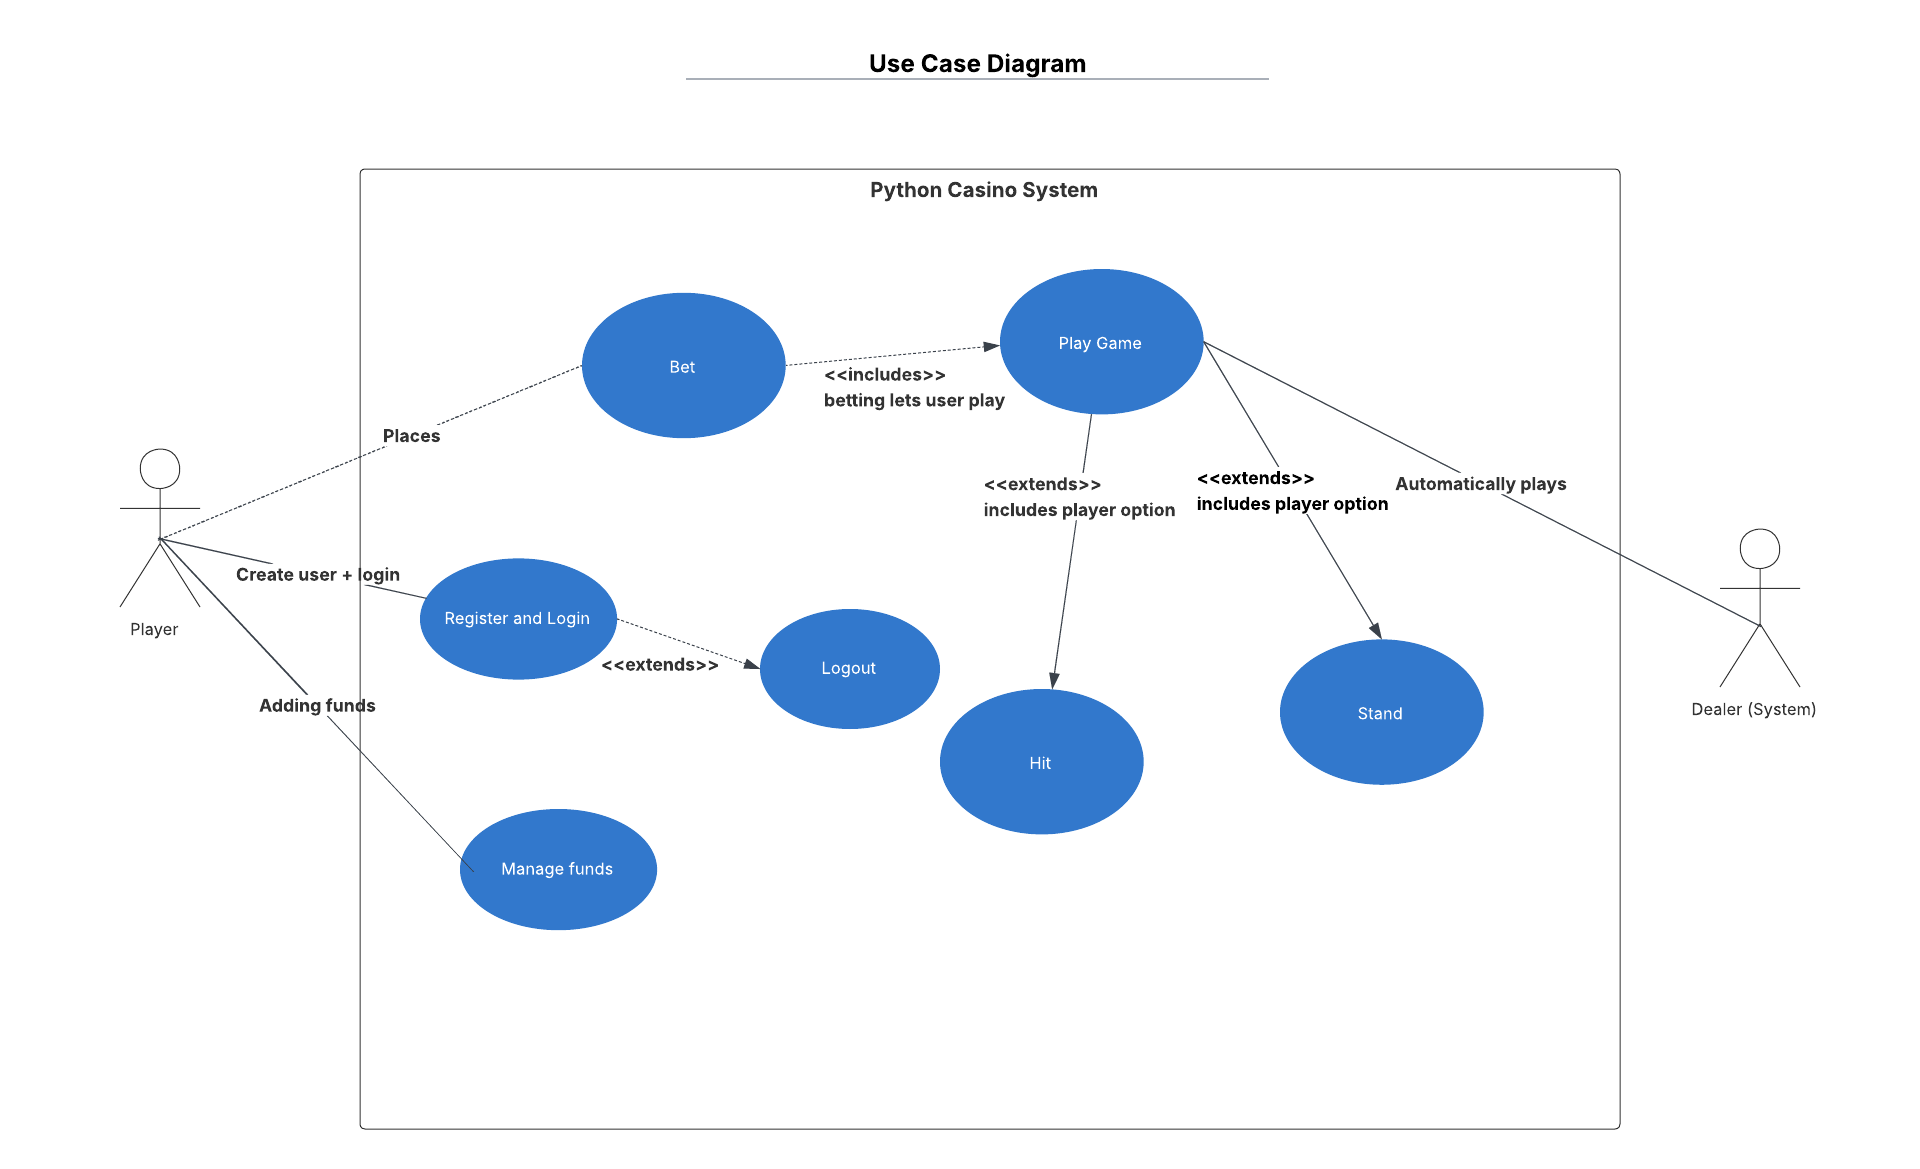 Use Case Diagram
Python Casino System
Play Game
Bet
<<includes>>
betting lets user play
Places
<<extends>>
includes player option
<<extends>>
includes player option
Automatically plays
Create user + login
Register and Login
Player
<<extends>>
Logout
Adding funds
Hit
Stand
Dealer (System)
Manage funds